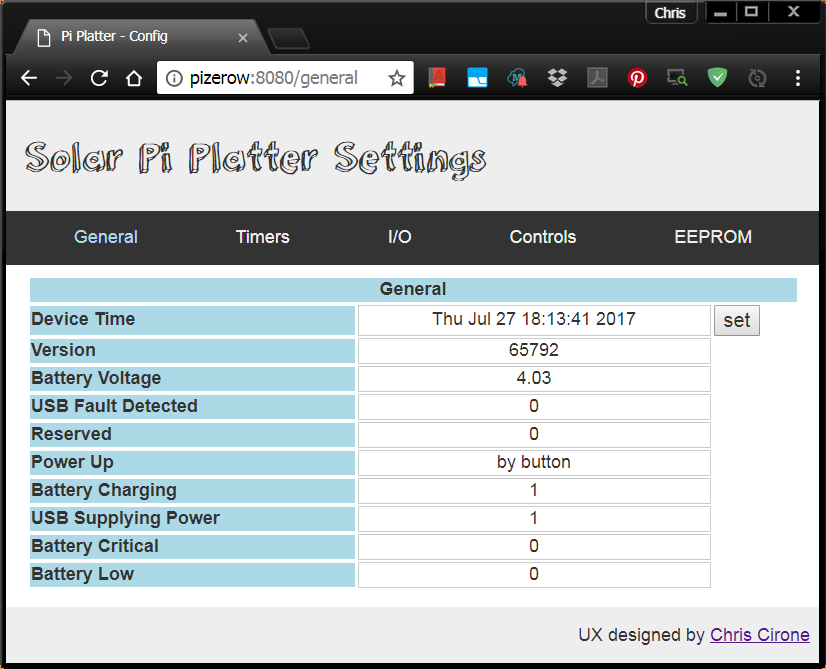 Chris
Pi Platter - Config
pizerow:8080/general
Solar Pi Platter Settings
General Timers I/O Controls EEPROM
General
Device Time Thu Jul 27 18:13:41 2017 set
Version 65792
Battery Voltage 4.03
USB Fault Detected 0
Reserved 0
Power Up by button
Battery Charging 1
USB Supplying Power 1
Battery Critical 0
Battery Low 0
UX designed by Chris Cirone